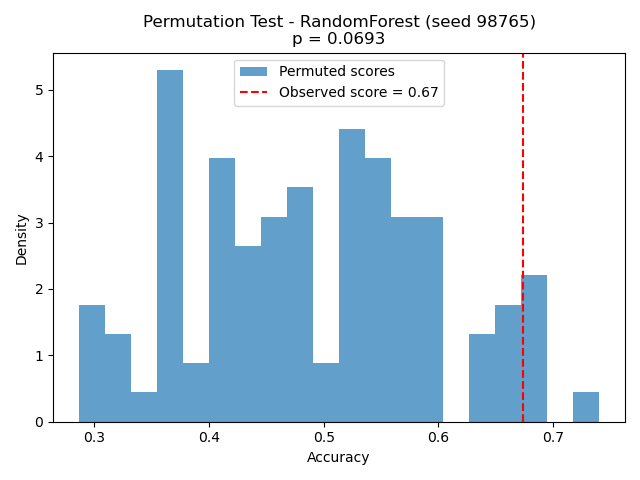 Permutation Test - RandomForest (seed 98765)
p = 0.0693
Permuted scores
Observed score = 0.67
Density
5
4
3
2
1
0
0.3 0.4 0.5 0.6 0.7
Accuracy